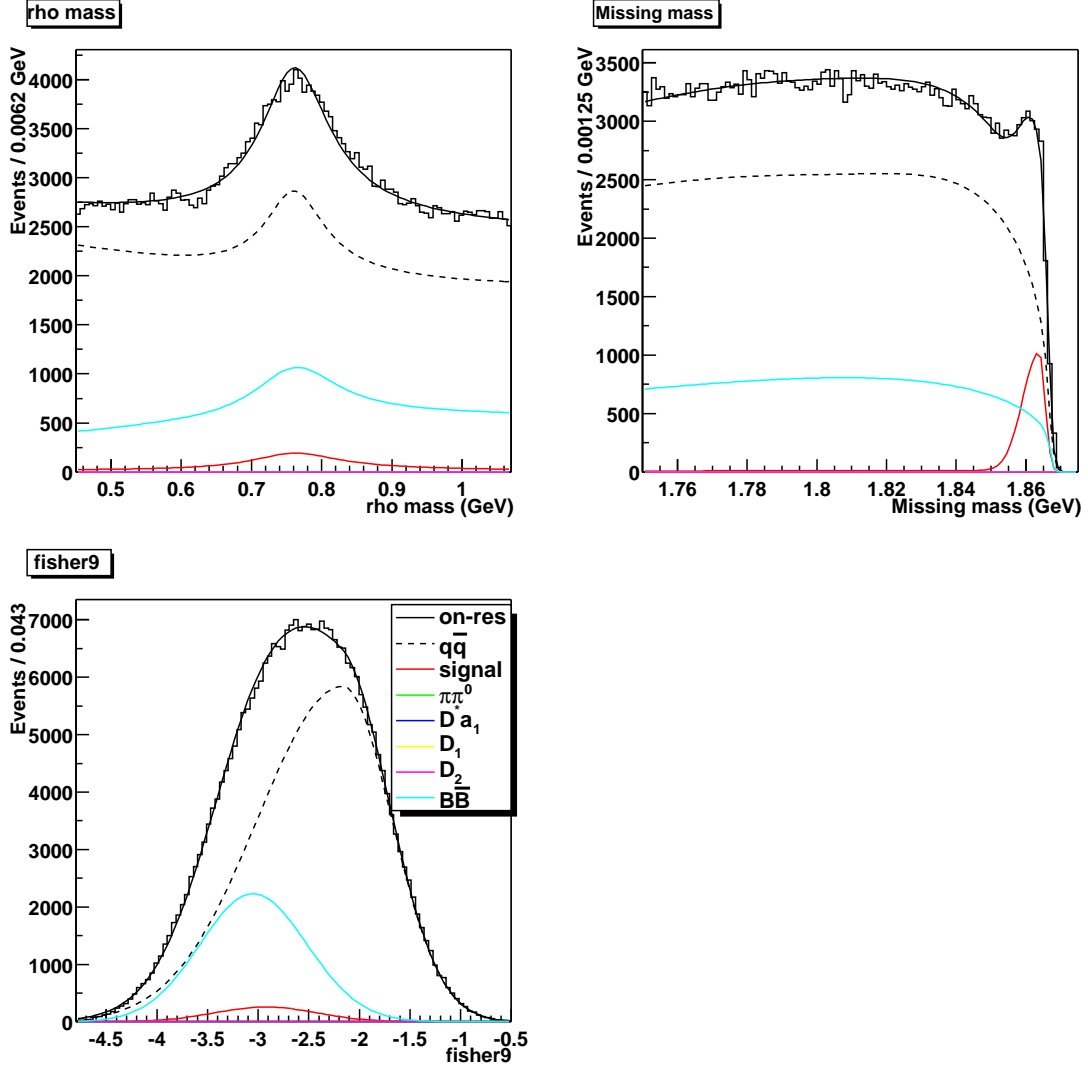 rho mass
Events / 0.0062 GeV
4000
3500
3000
2500
2000
1500
1000
500
0
0.5 0.6 0.7 0.8 0.9 1
rho mass (GeV)
Missing mass
Events / 0.00125 GeV
3500
3000
2500
2000
1500
1000
500
0
1.76 1.78 1.8 1.82 1.84 1.86
Missing mass (GeV)
fisher9
Events / 0.043
7000
6000
5000
4000
3000
2000
1000
0
-4.5 -4 -3.5 -3 -2.5 -2 -1.5 -1 -0.5
fisher9
on-res
qq̅
signal
ππ⁰
D*a₁
D₁
D₂
BB̅